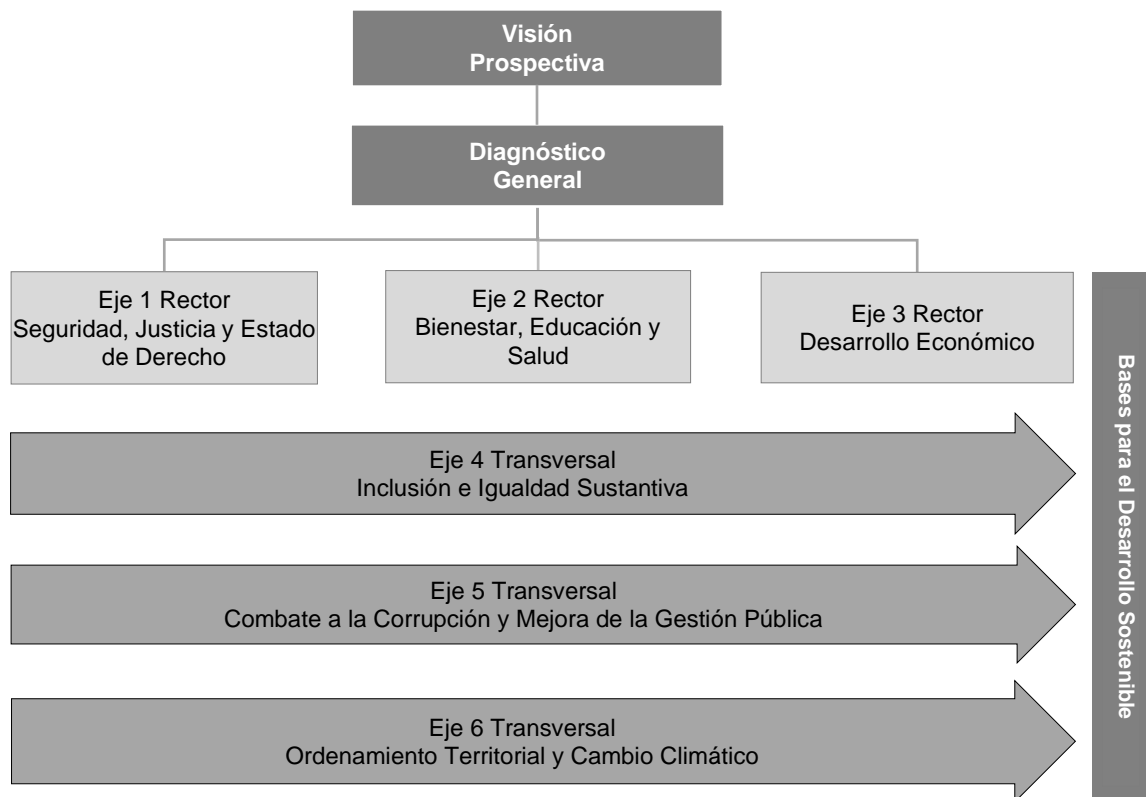 Visión
Prospectiva
Diagnóstico
General
Eje 1 Rector
Seguridad, Justicia y Estado
de Derecho
Eje 2 Rector
Bienestar, Educación y
Salud
Eje 3 Rector
Desarrollo Económico
Eje 4 Transversal
Inclusión e Igualdad Sustantiva
Eje 5 Transversal
Combate a la Corrupción y Mejora de la Gestión Pública
Eje 6 Transversal
Ordenamiento Territorial y Cambio Climático
Bases para el Desarrollo Sostenible